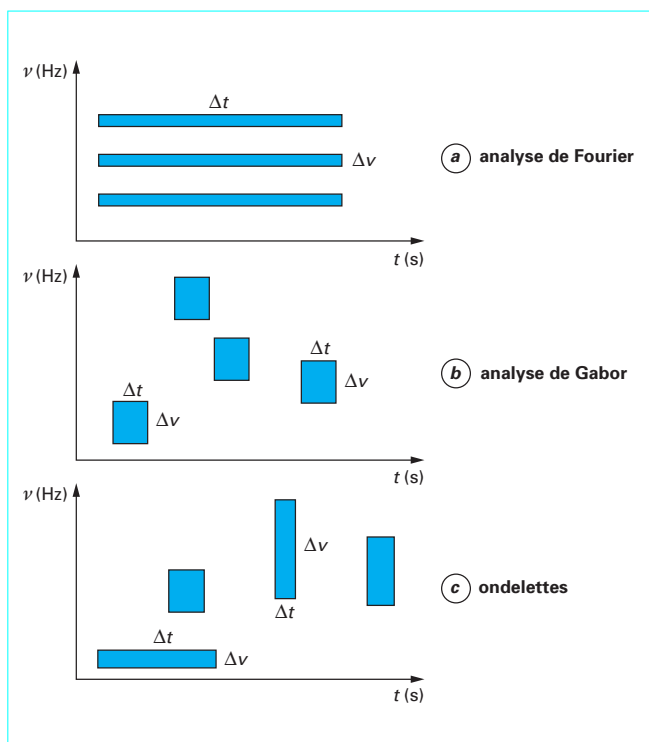 ν (Hz)
Δt
Δν
a analyse de Fourier
t (s)
ν (Hz)
Δt
Δν
Δt
Δν
b analyse de Gabor
t (s)
ν (Hz)
Δν
Δt
c ondelettes
Δt
Δν
t (s)